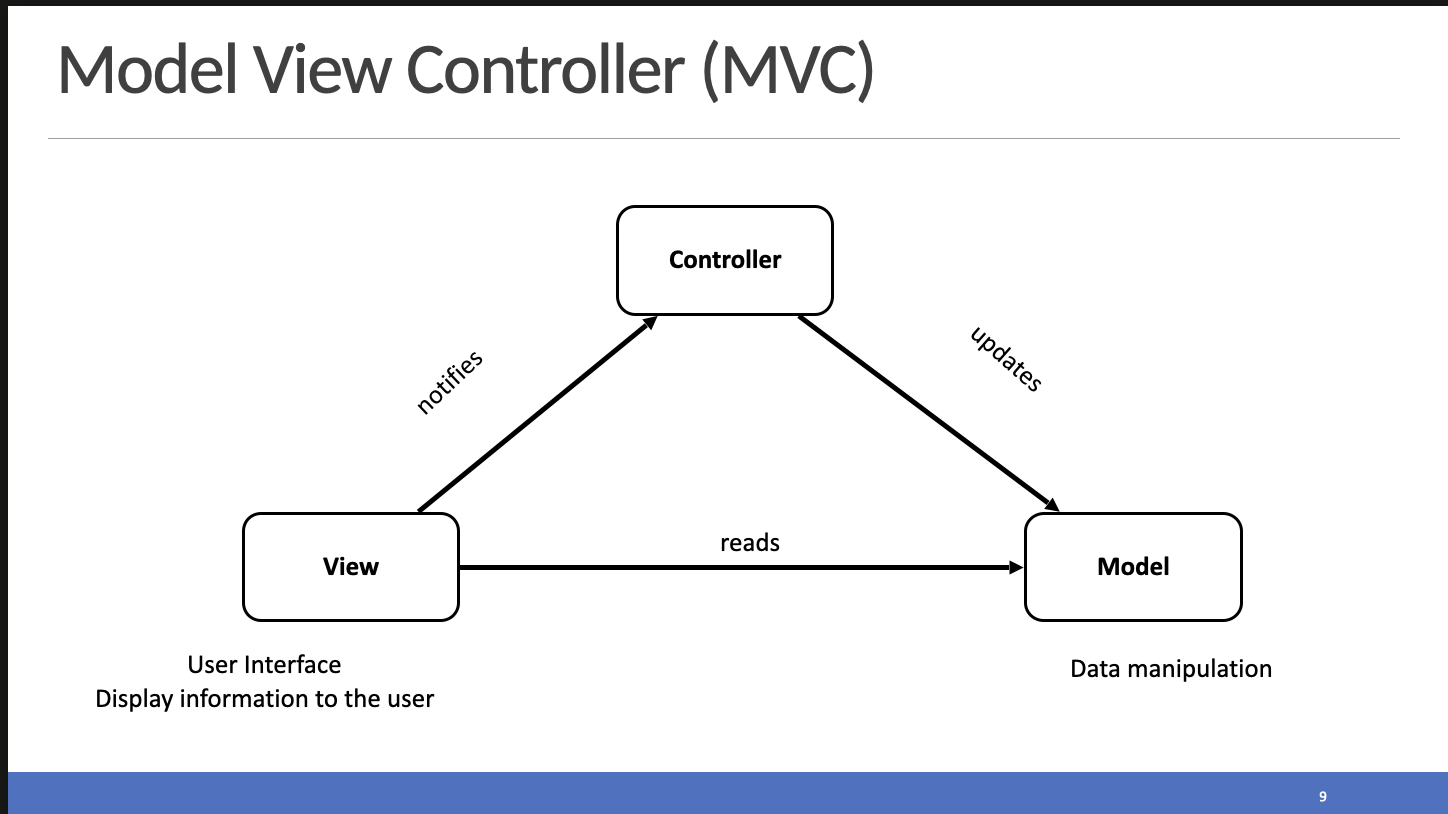 Model View Controller (MVC)
Controller
notifies
updates
reads
View
Model
User Interface
Display information to the user
Data manipulation
9